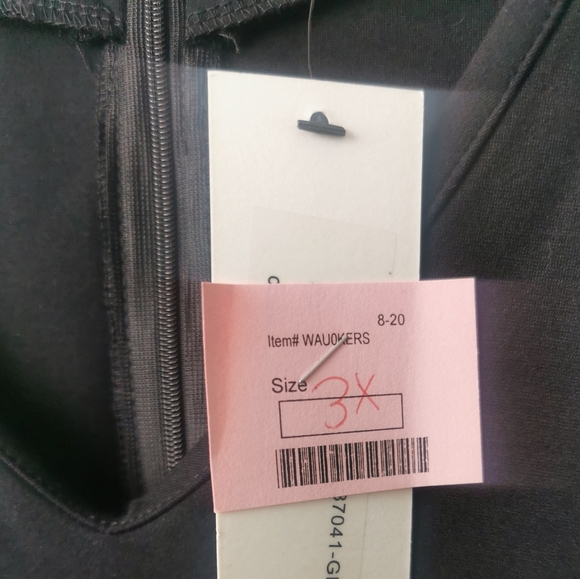 8-20
Item# WAU0KERS
Size
3X
37041-G